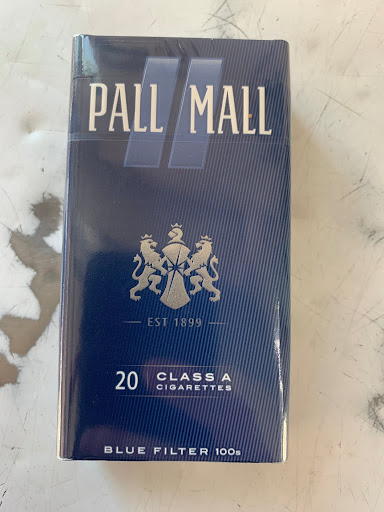 PALL MALL
EST 1899
20 CLASS A
CIGARETTES
BLUE FILTER 100s